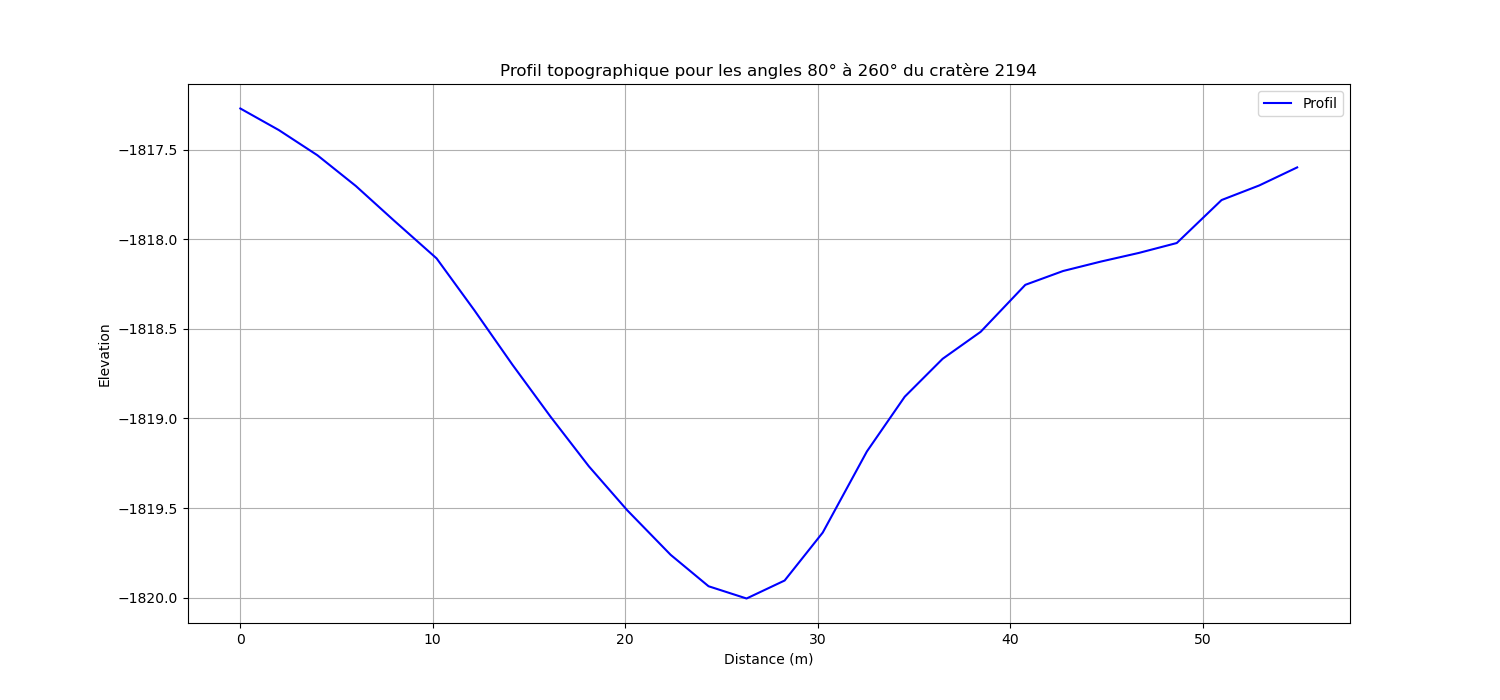 Profil topographique pour les angles 80° à 260° du cratère 2194
Profil
−1817.5
−1818.0
−1818.5
−1819.0
−1819.5
−1820.0
Elevation
0 10 20 30 40 50
Distance (m)